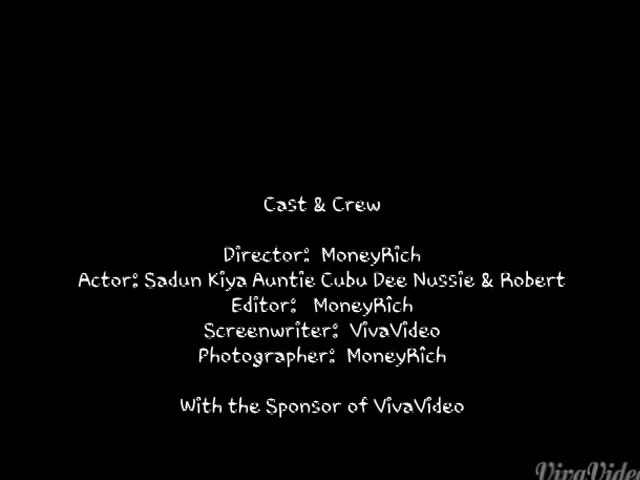 Cast & Crew
Director: MoneyRich
Actor: Sadun Kiya Auntie Cubu Dee Nussie & Robert
Editor: MoneyRich
Screenwriter: VivaVideo
Photographer: MoneyRich
With the Sponsor of VivaVideo
VivaVideo